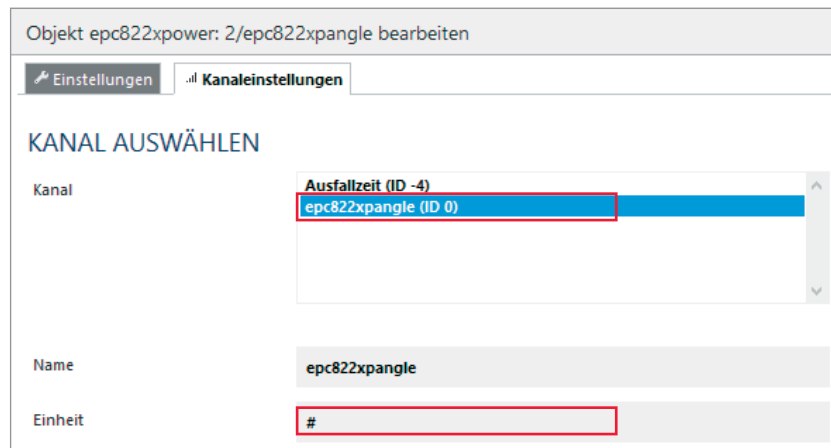 Objekt epc822xpower: 2/epc822xpangle bearbeiten
Einstellungen Kanaleinstellungen
KANAL AUSWÄHLEN
Kanal
Ausfallzeit (ID -4)
epc822xpangle (ID 0)
Name epc822xpangle
Einheit #